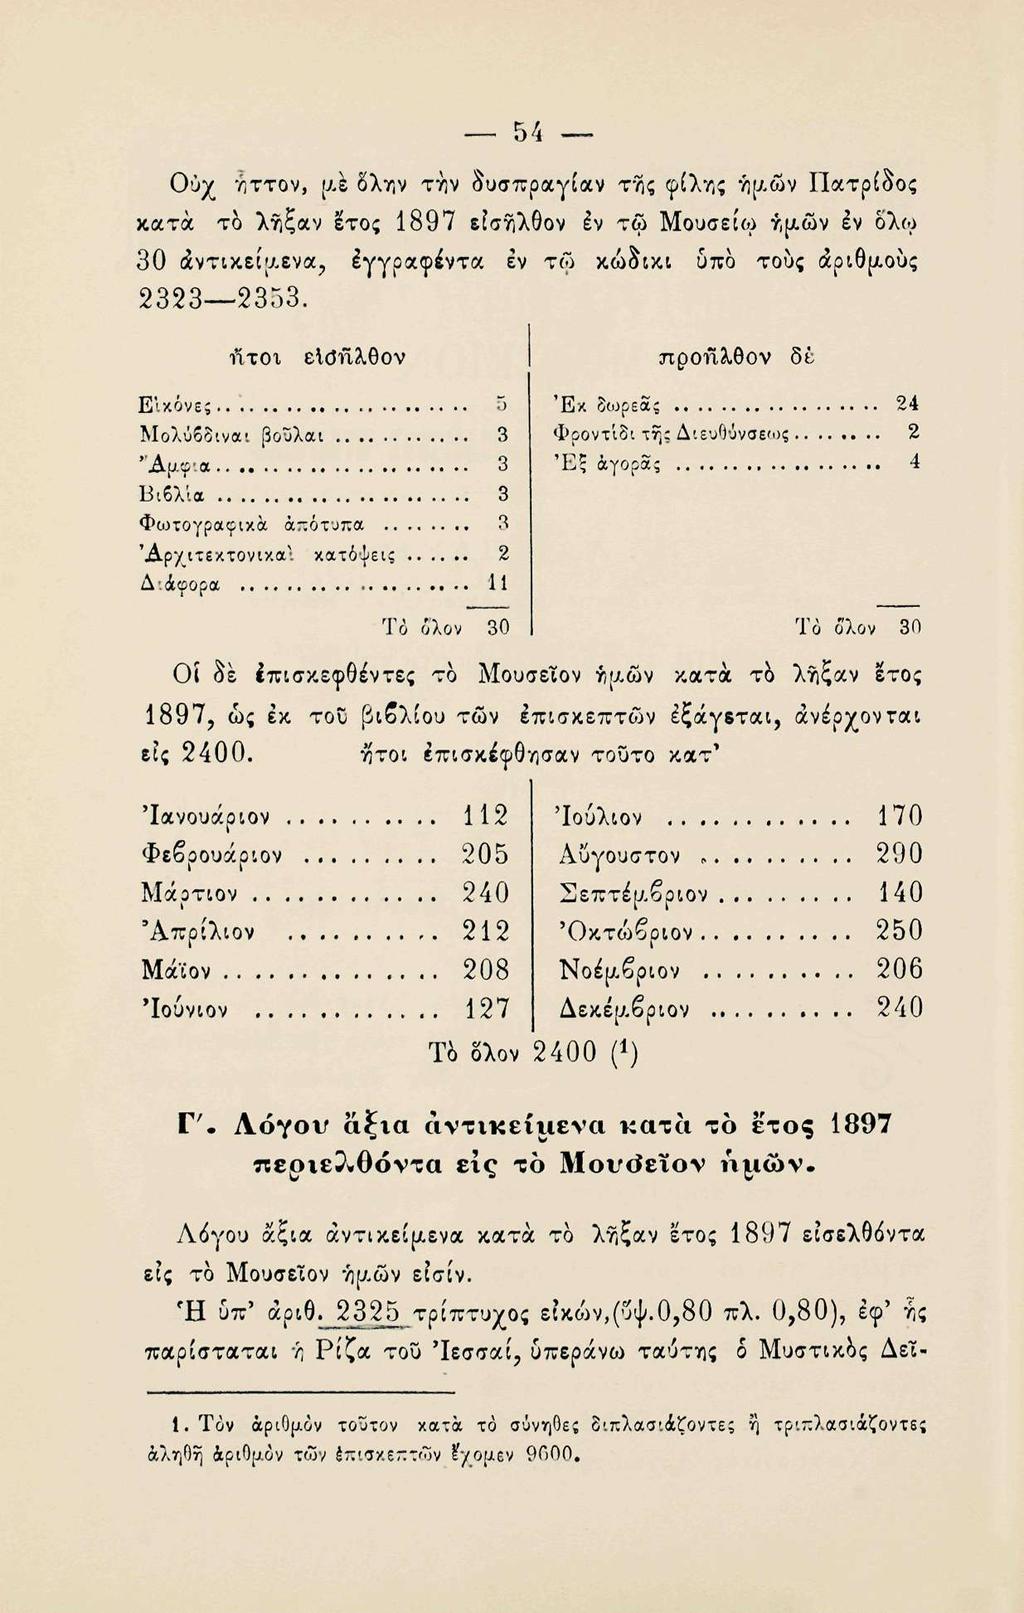 — 54 —
Οὐχ ἧττον, μὲ ὅλην τὴν δυσπραγίαν τῆς φίλης ἡμῶν Πατρίδος
κατὰ τὸ λῆξαν ἔτος 1897 εἰσῆλθον ἐν τῷ Μουσείῳ ἡμῶν ἐν ὅλῳ
30 ἀντικείμενα, ἐγγραφέντα ἐν τῷ κώδικι ὑπὸ τοὺς ἀριθμοὺς
2323—2353.
ἤτοι εἰσῆλθον
Εἰκόνες 5
Μολύβδιναι βοῦλαι 3
Ἄμφια 3
Βιβλία 3
Φωτογραφικὰ ἀπότυπα 3
Ἀρχιτεκτονικαὶ κατόψεις 2
Διάφορα 11
Τὸ ὅλον 30
προῆλθον δὲ
Ἐκ δωρεᾶς 24
Φροντίδι τῆς Διευθύνσεως 2
Ἐξ ἀγορᾶς 4
Τὸ ὅλον 30
Οἱ δὲ ἐπισκεφθέντες τὸ Μουσεῖον ἡμῶν κατὰ τὸ λῆξαν ἔτος
1897, ὡς ἐκ τοῦ βιβλίου τῶν ἐπισκεπτῶν ἐξάγεται, ἀνέρχονται
εἰς 2400. ἤτοι ἐπισκέφθησαν τοῦτο κατ’
Ἰανουάριον 112
Φεβρουάριον 205
Μάρτιον 240
Ἀπρίλιον 212
Μάϊον 208
Ἰούνιον 127
Ἰούλιον 170
Αὔγουστον 290
Σεπτέμβριον 140
Ὀκτώβριον 250
Νοέμβριον 206
Δεκέμβριον 240
Τὸ ὅλον 2400 (1)
Γ′. Λόγου ἄξια ἀντικείμενα κατὰ τὸ ἔτος 1897
περιελθόντα εἰς τὸ Μουσεῖον ἡμῶν.
Λόγου ἄξια ἀντικείμενα κατὰ τὸ λῆξαν ἔτος 1897 εἰσελθόντα
εἰς τὸ Μουσεῖον ἡμῶν εἰσίν.
Ἡ ὑπ’ ἀριθ. 2325 τρίπτυχος εἰκών,(ὕψ.0,80 πλ. 0,80), ἐφ’ ἧς
παρίσταται ἡ Ρίζα τοῦ Ἰεσσαί, ὑπεράνω ταύτης ὁ Μυστικὸς Δεῖ-
1. Τὸν ἀριθμὸν τοῦτον κατὰ τὸ σύνηθες διπλασιάζοντες ἢ τριπλασιάζοντες
ἀληθῆ ἀριθμὸν τῶν ἐπισκεπτῶν ἔχομεν 9600.